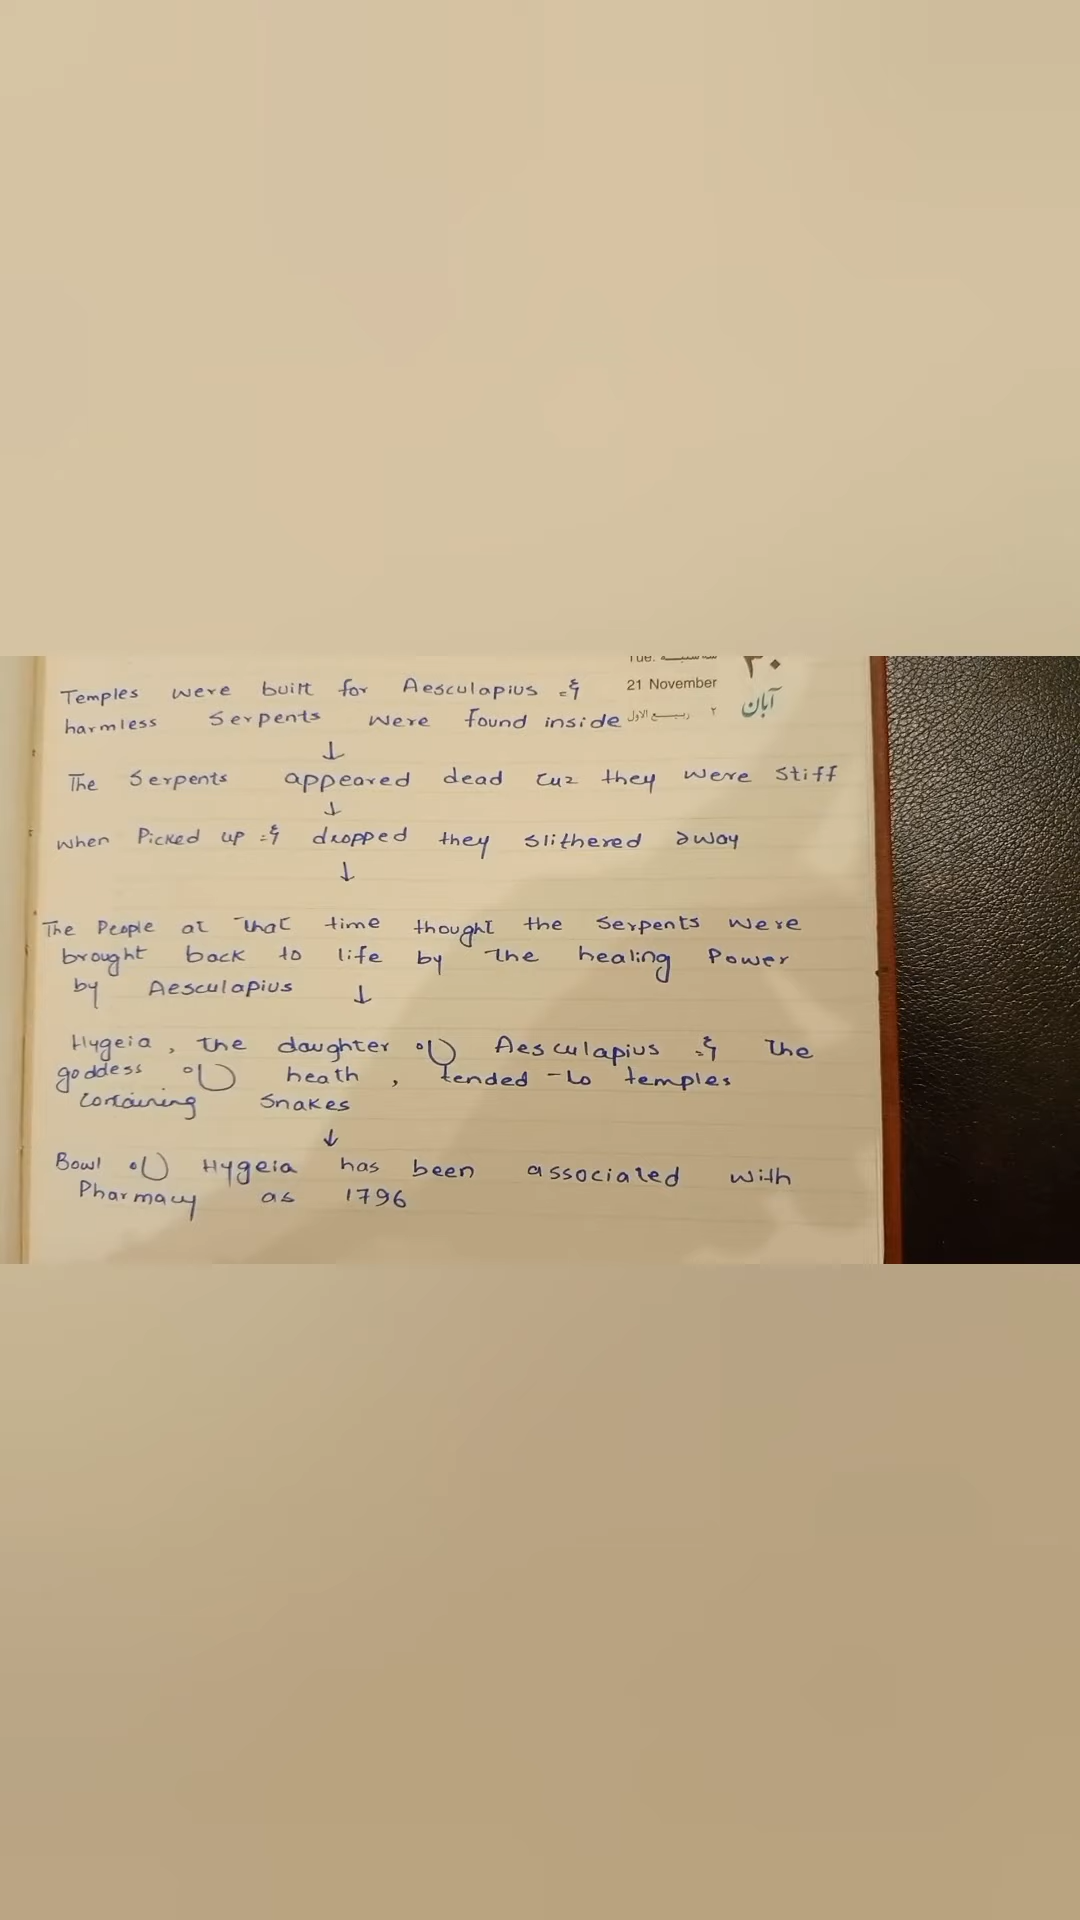 Tue. سه شنبه ۳۰
21 November
۲ ربيع الاول آبان
Temples were built for Aesculapius &
harmless Serpents were found inside
↓
The Serpents appeared dead cuz they were stiff
↓
when Picked up & dropped they slithered away
↓
The People at that time thought the serpents were
brought back to life by the healing Power
by Aesculapius ↓
Hygeia, the daughter of Aesculapius & the
goddess of heath, tended to temples
containing snakes
↓
Bowl of Hygeia has been associated with
Pharmacy as 1796